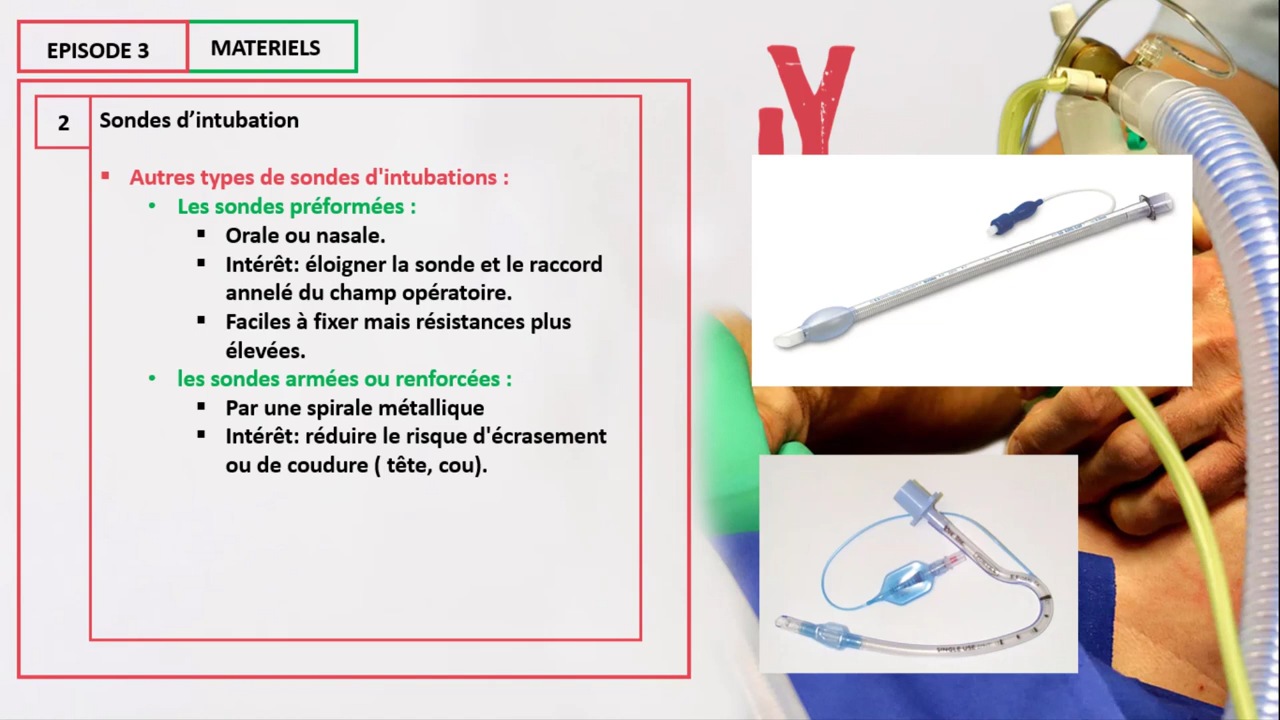 EPISODE 3
MATERIELS
2
Sondes d’intubation
Autres types de sondes d'intubations :
Les sondes préformées :
Orale ou nasale.
Intérêt: éloigner la sonde et le raccord
annelé du champ opératoire.
Faciles à fixer mais résistances plus
élevées.
les sondes armées ou renforcées :
Par une spirale métallique
Intérêt: réduire le risque d'écrasement
ou de coudure ( tête, cou).
SINGLE USE